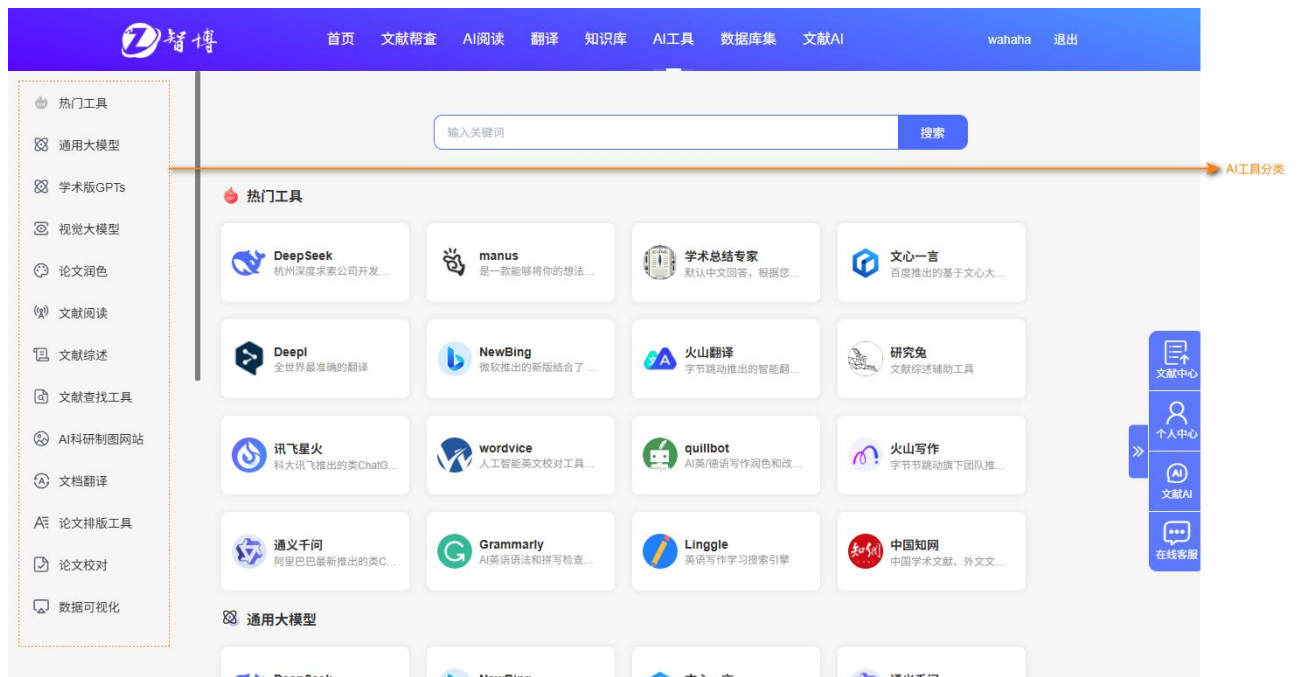 智博
首页 文献帮查 AI阅读 翻译 知识库 AI工具 数据库集 文献AI wahaha 退出
热门工具
通用大模型
学术版GPTs
视觉大模型
论文润色
文献阅读
文献综述
文献查找工具
AI科研制图网站
文档翻译
论文排版工具
论文校对
数据可视化
输入关键词 搜索
AI工具分类
热门工具
DeepSeek
杭州深度求索公司开发...
manus
是一款能够将你的想法...
学术总结专家
默认中文回答，根据您...
文心一言
百度推出的基于文心大...
Deepl
全世界最准确的翻译
NewBing
微软推出的新版结合了 ...
火山翻译
字节跳动推出的智能翻...
研究兔
文献综述辅助工具
讯飞星火
科大讯飞推出的类ChatG...
wordvice
人工智能英文校对工具...
quillbot
AI英/德语写作润色和改...
火山写作
字节节跳动旗下团队推...
通义千问
阿里巴巴最新推出的类C...
Grammarly
AI英语语法和拼写检查...
Linggle
英语写作学习搜索引擎
知网
中国知网
中国学术文献、外文文...
通用大模型
DeepSeek NewBing 文心一言 通义千问
文献中心
个人中心
AI
文献AI
在线客服